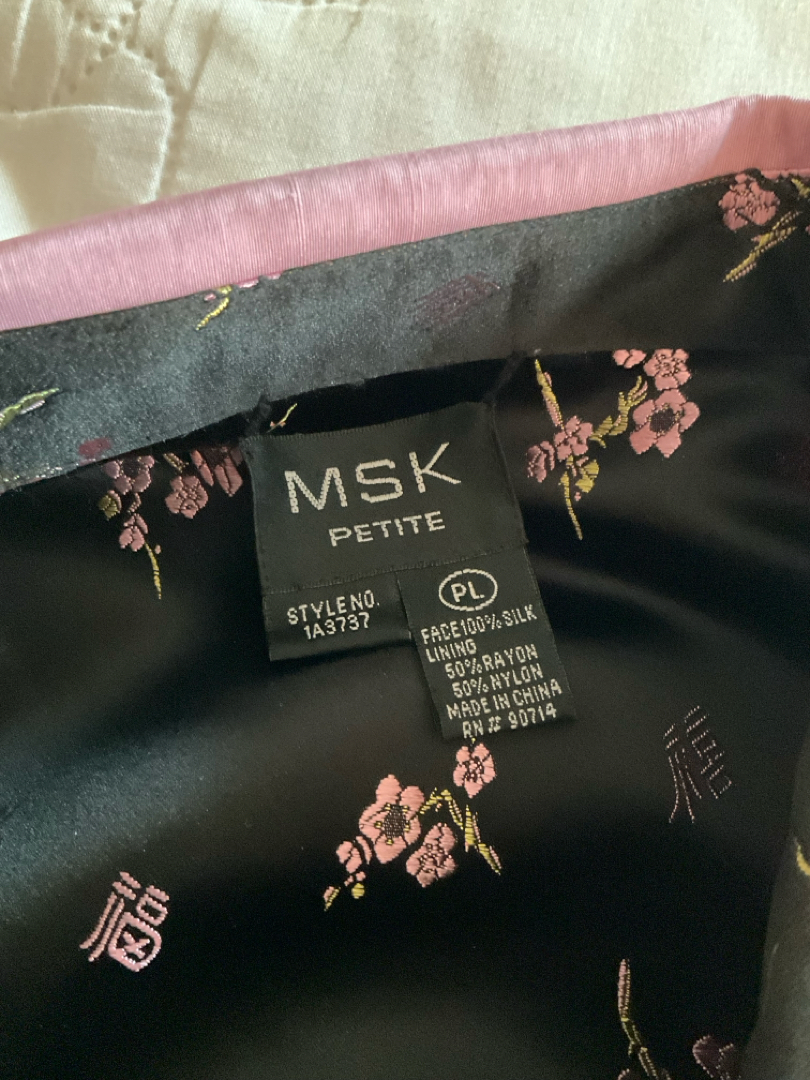 MSK
PETITE
STYLE NO.
1A3737
PL
FACE100%SILK
LINING
50%RAYON
50%NYLON
MADE IN CHINA
RN # 90714
福